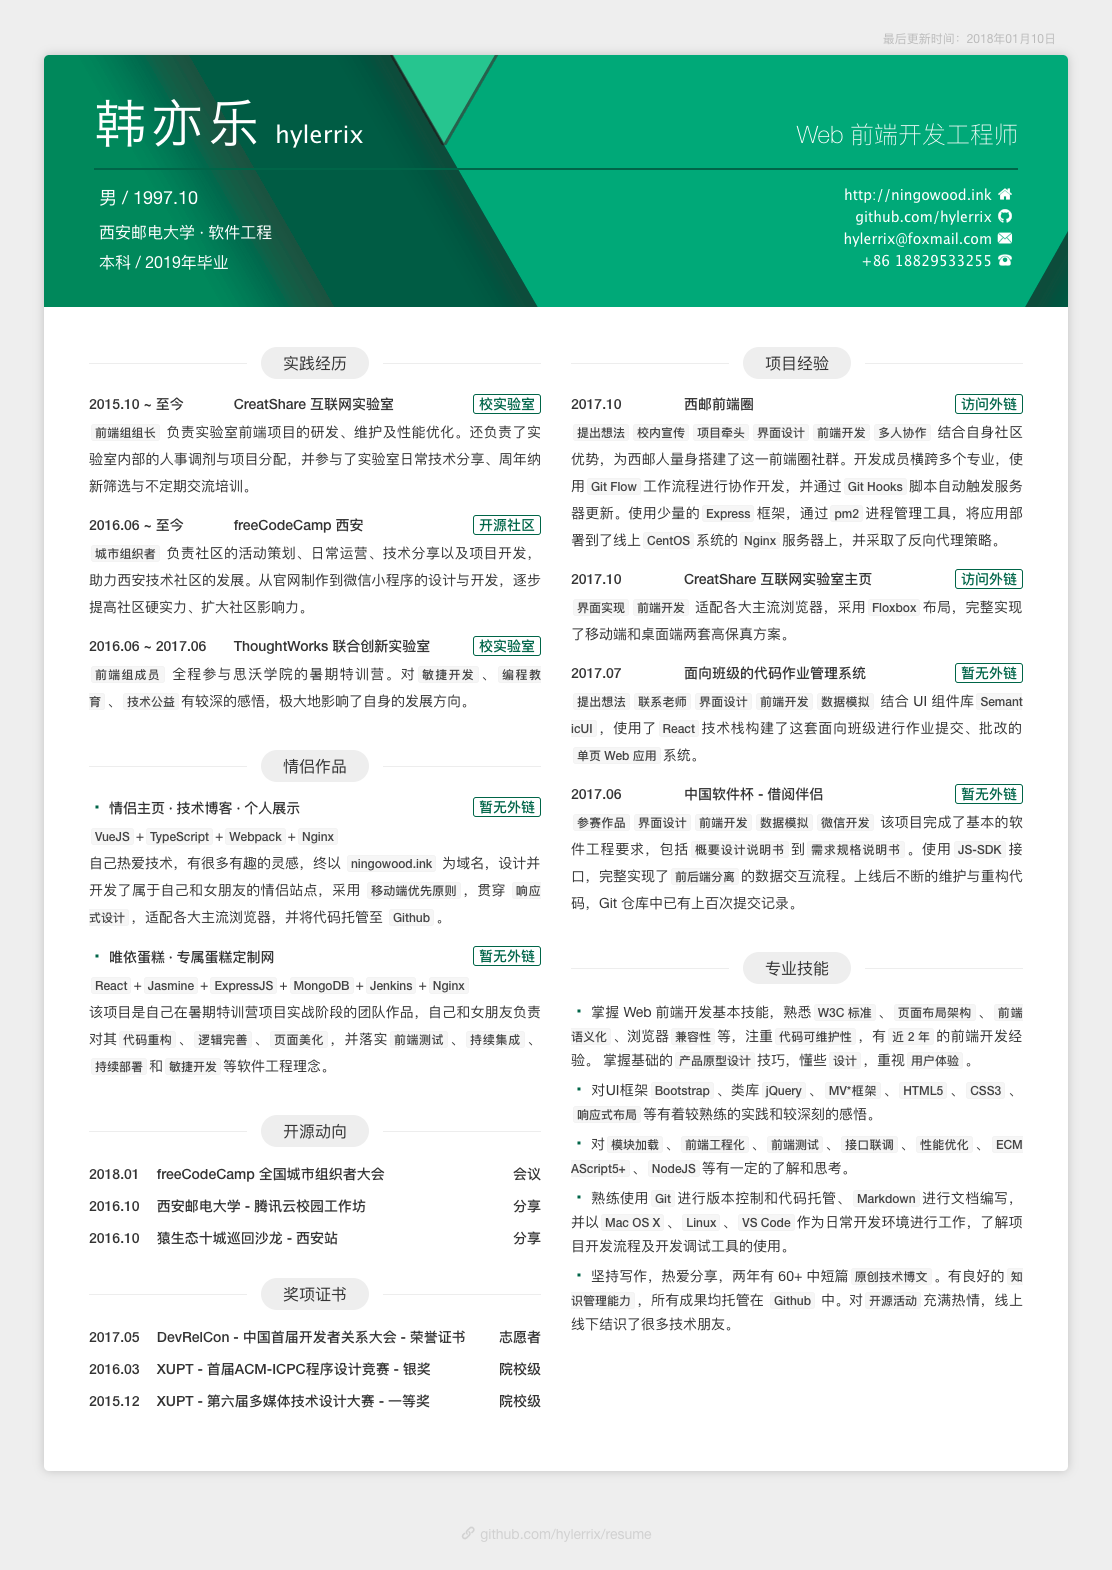 最后更新时间：2018年01月10日
韩亦乐 hylerrix
Web 前端开发工程师
男 / 1997.10
西安邮电大学 · 软件工程
本科 / 2019年毕业
http://ningowood.ink
github.com/hylerrix
hylerrix@foxmail.com
+86 18829533255
实践经历
2015.10 ~ 至今 CreatShare 互联网实验室 校实验室
前端组组长 负责实验室前端项目的研发、维护及性能优化。还负责了实
验室内部的人事调剂与项目分配，并参与了实验室日常技术分享、周年纳
新筛选与不定期交流培训。
2016.06 ~ 至今 freeCodeCamp 西安 开源社区
城市组织者 负责社区的活动策划、日常运营、技术分享以及项目开发，
助力西安技术社区的发展。从官网制作到微信小程序的设计与开发，逐步
提高社区硬实力、扩大社区影响力。
2016.06 ~ 2017.06 ThoughtWorks 联合创新实验室 校实验室
前端组成员 全程参与思沃学院的暑期特训营。对 敏捷开发 、 编程教
育 、 技术公益 有较深的感悟，极大地影响了自身的发展方向。
情侣作品
· 情侣主页 · 技术博客 · 个人展示 暂无外链
VueJS + TypeScript + Webpack + Nginx
自己热爱技术，有很多有趣的灵感，终以 ningowood.ink 为域名，设计并
开发了属于自己和女朋友的情侣站点，采用 移动端优先原则 ，贯穿 响应
式设计 ，适配各大主流浏览器，并将代码托管至 Github 。
· 唯依蛋糕 · 专属蛋糕定制网 暂无外链
React + Jasmine + ExpressJS + MongoDB + Jenkins + Nginx
该项目是自己在暑期特训营项目实战阶段的团队作品，自己和女朋友负责
对其 代码重构 、 逻辑完善 、 页面美化 ，并落实 前端测试 、 持续集成 、
持续部署 和 敏捷开发 等软件工程理念。
开源动向
2018.01 freeCodeCamp 全国城市组织者大会 会议
2016.10 西安邮电大学 - 腾讯云校园工作坊 分享
2016.10 猿生态十城巡回沙龙 - 西安站 分享
奖项证书
2017.05 DevRelCon - 中国首届开发者关系大会 - 荣誉证书 志愿者
2016.03 XUPT - 首届ACM-ICPC程序设计竞赛 - 银奖 院校级
2015.12 XUPT - 第六届多媒体技术设计大赛 - 一等奖 院校级
项目经验
2017.10 西邮前端圈 访问外链
提出想法 校内宣传 项目牵头 界面设计 前端开发 多人协作 结合自身社区
优势，为西邮人量身搭建了这一前端圈社群。开发成员横跨多个专业，使
用 Git Flow 工作流程进行协作开发，并通过 Git Hooks 脚本自动触发服务
器更新。使用少量的 Express 框架，通过 pm2 进程管理工具，将应用部
署到了线上 CentOS 系统的 Nginx 服务器上，并采取了反向代理策略。
2017.10 CreatShare 互联网实验室主页 访问外链
界面实现 前端开发 适配各大主流浏览器，采用 Floxbox 布局，完整实现
了移动端和桌面端两套高保真方案。
2017.07 面向班级的代码作业管理系统 暂无外链
提出想法 联系老师 界面设计 前端开发 数据模拟 结合 UI 组件库 Semant
icUI ，使用了 React 技术栈构建了这套面向班级进行作业提交、批改的
单页 Web 应用 系统。
2017.06 中国软件杯 - 借阅伴侣 暂无外链
参赛作品 界面设计 前端开发 数据模拟 微信开发 该项目完成了基本的软
件工程要求，包括 概要设计说明书 到 需求规格说明书 。使用 JS-SDK 接
口，完整实现了 前后端分离 的数据交互流程。上线后不断的维护与重构代
码，Git 仓库中已有上百次提交记录。
专业技能
· 掌握 Web 前端开发基本技能，熟悉 W3C 标准 、 页面布局架构 、 前端
语义化 、浏览器 兼容性 等，注重 代码可维护性 ，有 近 2 年 的前端开发经
验。 掌握基础的 产品原型设计 技巧，懂些 设计 ，重视 用户体验 。
· 对UI框架 Bootstrap 、类库 jQuery 、 MV*框架 、 HTML5 、 CSS3 、
响应式布局 等有着较熟练的实践和较深刻的感悟。
· 对 模块加载 、 前端工程化 、 前端测试 、 接口联调 、 性能优化 、 ECM
AScript5+ 、 NodeJS 等有一定的了解和思考。
· 熟练使用 Git 进行版本控制和代码托管、 Markdown 进行文档编写，
并以 Mac OS X 、 Linux 、 VS Code 作为日常开发环境进行工作，了解项
目开发流程及开发调试工具的使用。
· 坚持写作，热爱分享，两年有 60+ 中短篇 原创技术博文 。有良好的 知
识管理能力 ，所有成果均托管在 Github 中。对 开源活动 充满热情，线上
线下结识了很多技术朋友。
github.com/hylerrix/resume